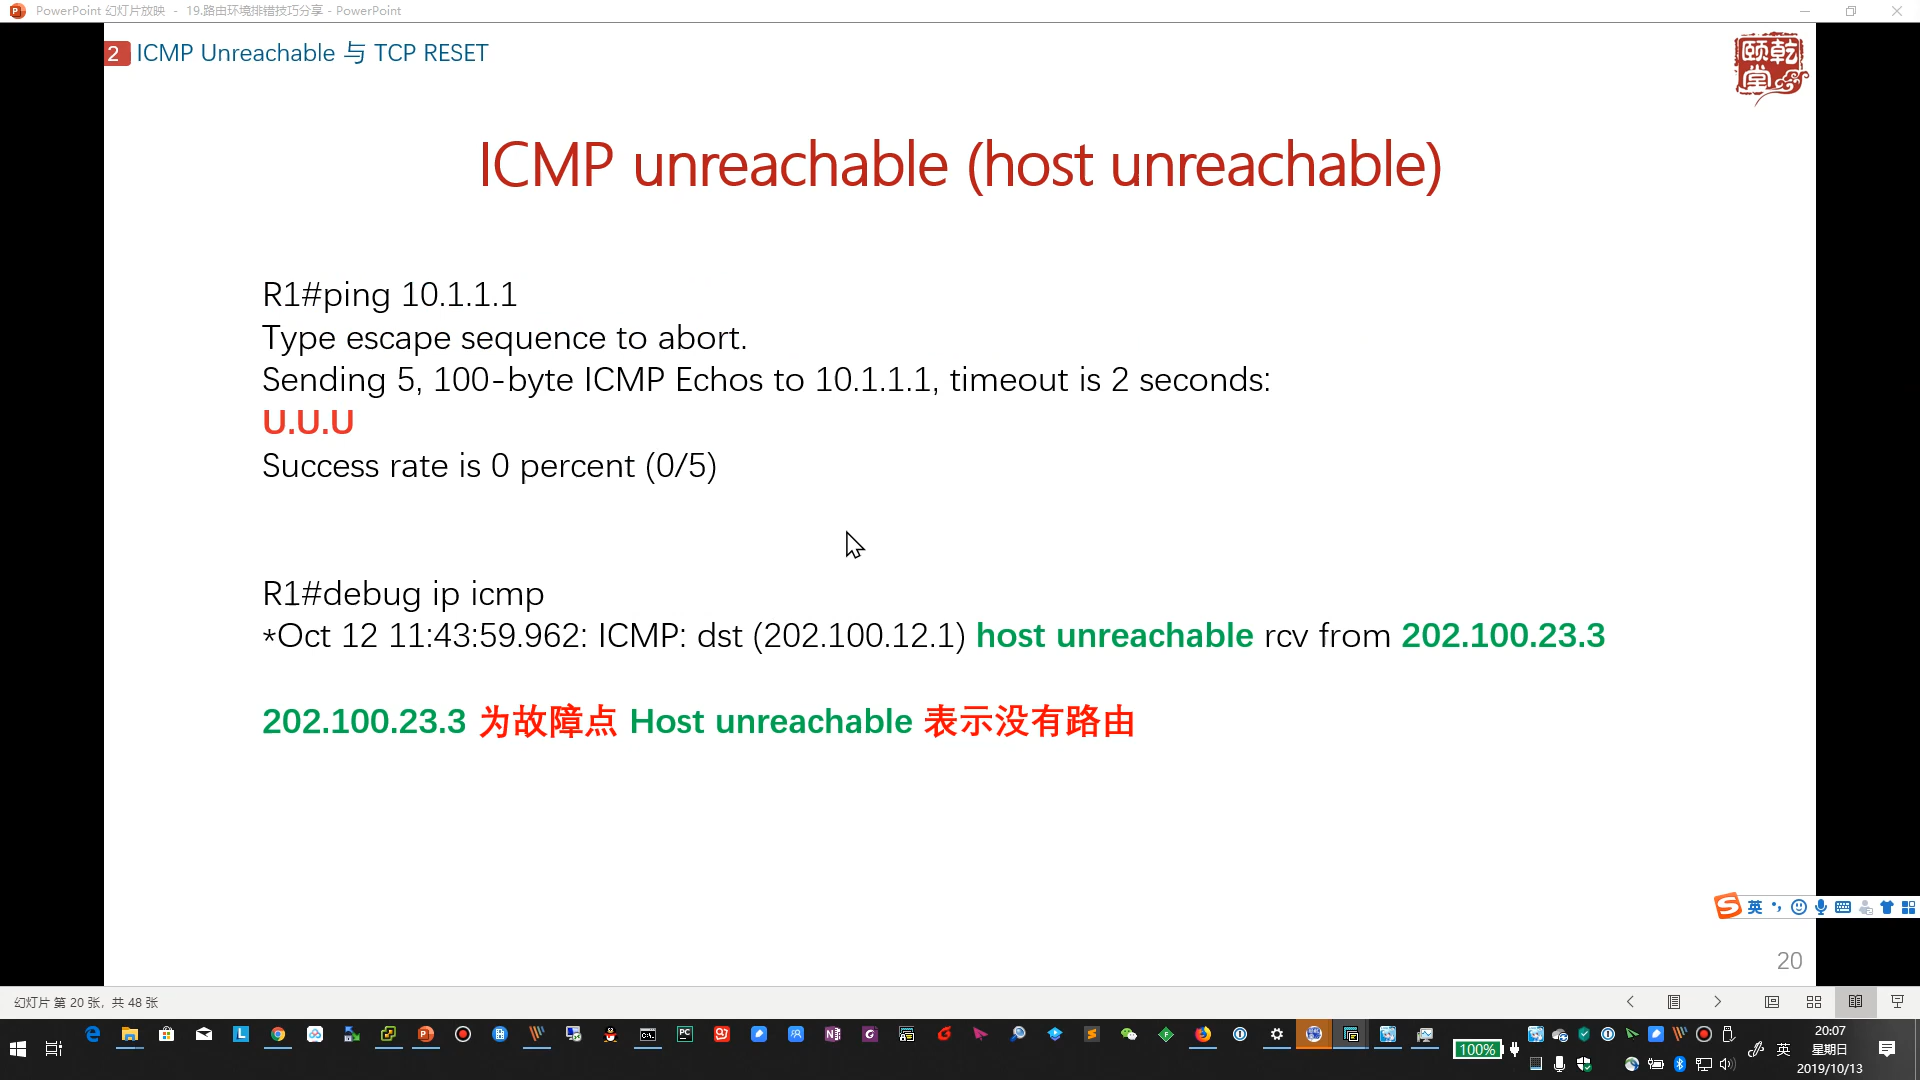 PowerPoint 幻灯片放映 - 19.路由环境排错技巧分享 - PowerPoint
2 ICMP Unreachable 与 TCP RESET
颐乾堂
ICMP unreachable (host unreachable)
R1#ping 10.1.1.1
Type escape sequence to abort.
Sending 5, 100-byte ICMP Echos to 10.1.1.1, timeout is 2 seconds:
U.U.U
Success rate is 0 percent (0/5)
R1#debug ip icmp
*Oct 12 11:43:59.962: ICMP: dst (202.100.12.1) host unreachable rcv from 202.100.23.3
202.100.23.3 为故障点 Host unreachable 表示没有路由
英
20
幻灯片 第 20 张, 共 48 张
100%
英
20:07
星期日
2019/10/13